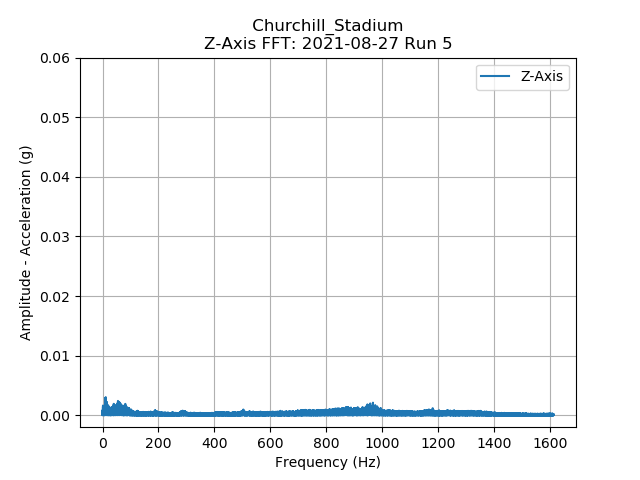 Churchill_Stadium
Z-Axis FFT: 2021-08-27 Run 5
Z-Axis
Amplitude - Acceleration (g)
0.06
0.05
0.04
0.03
0.02
0.01
0.00
0 200 400 600 800 1000 1200 1400 1600
Frequency (Hz)